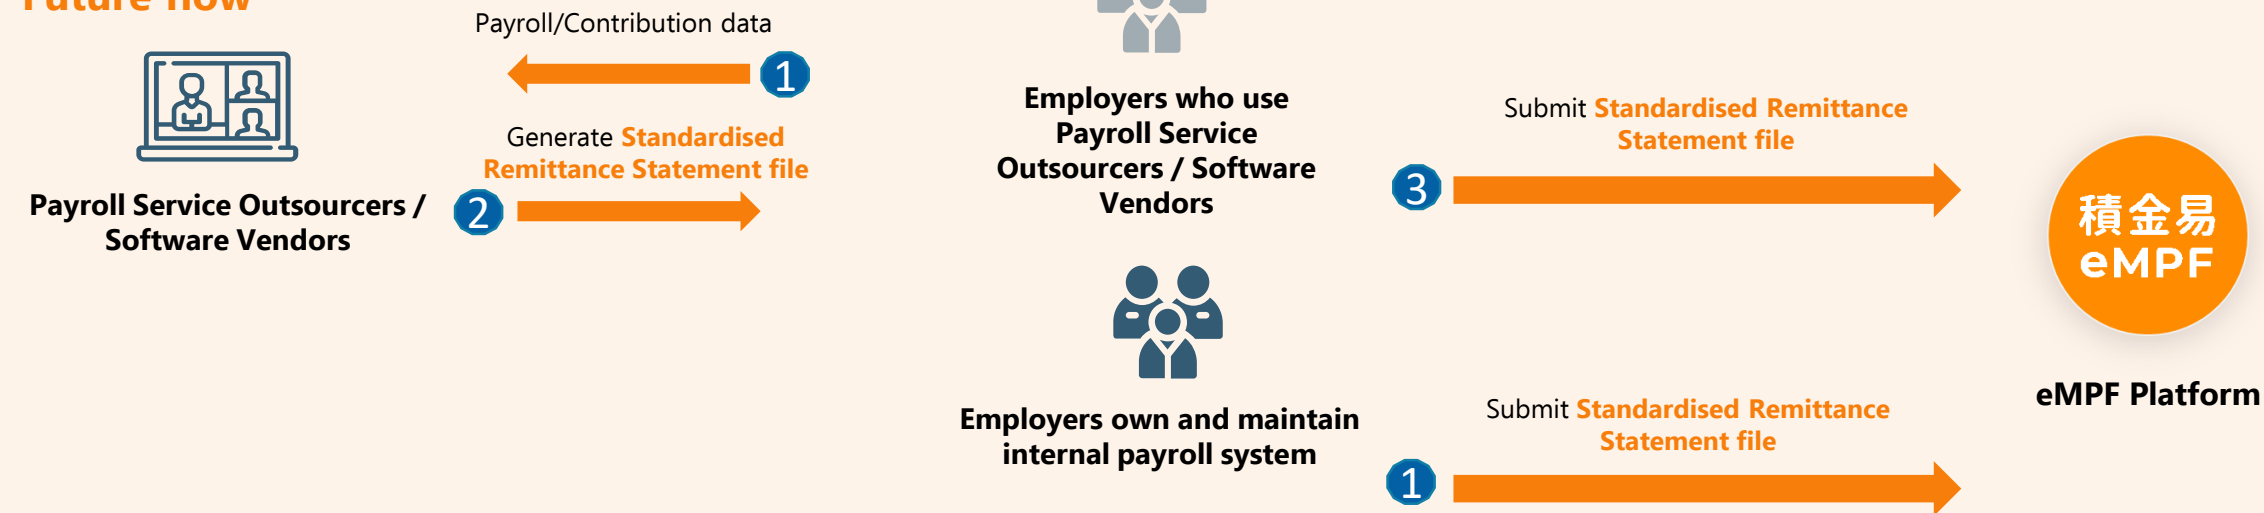 Future flow
Payroll/Contribution data
1
Generate Standardised
Remittance Statement file
2
Payroll Service Outsourcers /
Software Vendors
Employers who use
Payroll Service
Outsourcers / Software
Vendors
Submit Standardised Remittance
Statement file
3
積金易
eMPF
eMPF Platform
Employers own and maintain
internal payroll system
Submit Standardised Remittance
Statement file
1